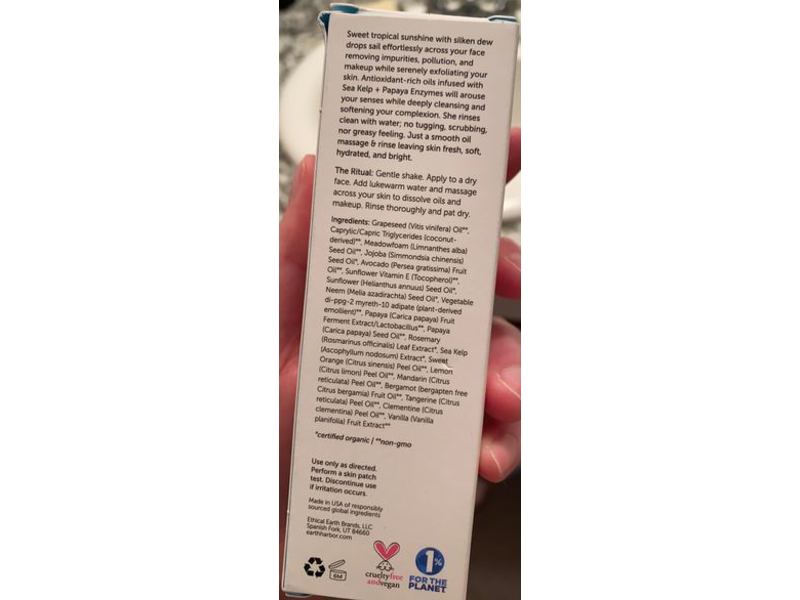 Sweet tropical sunshine with silken dew
drops sail effortlessly across your face
removing impurities, pollution, and
makeup while serenely exfoliating your
skin. Antioxidant-rich oils infused with
Sea Kelp + Papaya Enzymes will arouse
your senses while deeply cleansing and
softening your complexion. She rinses
clean with water; no tugging, scrubbing,
nor greasy feeling. Just a smooth oil
massage & rinse leaving skin fresh, soft,
hydrated, and bright.
The Ritual: Gentle shake. Apply to a dry
face. Add lukewarm water and massage
across your skin to dissolve oils and
makeup. Rinse thoroughly and pat dry.
Ingredients: Grapeseed (Vitis vinifera) Oil**,
Caprylic/Capric Triglycerides (coconut-
derived)**, Meadowfoam (Limnanthes alba)
Seed Oil**, Jojoba (Simmondsia chinensis)
Seed Oil*, Avocado (Persea gratissima) Fruit
Oil**, Sunflower Vitamin E (Tocopherol)**,
Sunflower (Helianthus annuus) Seed Oil*,
Neem (Melia azadirachta) Seed Oil*, Vegetable
di-ppg-2 myreth-10 adipate (plant-derived
emollient)**, Papaya (Carica papaya) Fruit
Ferment Extract/Lactobacillus**, Papaya
(Carica papaya) Seed Oil**, Rosemary
(Rosmarinus officinalis) Leaf Extract*, Sea Kelp
(Ascophyllum nodosum) Extract*, Sweet
Orange (Citrus sinensis) Peel Oil**, Lemon
(Citrus limon) Peel Oil**, Mandarin (Citrus
reticulata) Peel Oil**, Bergamot (bergapten free
Citrus bergamia) Fruit Oil**, Tangerine (Citrus
reticulata) Peel Oil**, Clementine (Citrus
clementina) Peel Oil**, Vanilla (Vanilla
planifolia) Fruit Extract**
*certified organic | **non-gmo
Use only as directed.
Perform a skin patch
test. Discontinue use
if irritation occurs.
Made in USA of responsibly
sourced global ingredients
Ethical Earth Brands, LLC
Spanish Fork, UT 84660
earthharbor.com
6M
crueltyfree
andvegan
1%
FOR THE
PLANET